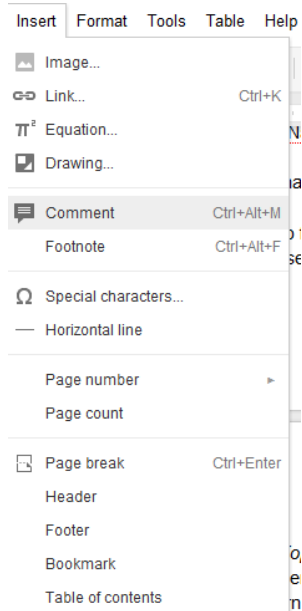 Insert Format Tools Table Help
Image...
Link... Ctrl+K
π² Equation...
Drawing...
Comment Ctrl+Alt+M
Footnote Ctrl+Alt+F
Ω Special characters...
Horizontal line
Page number ►
Page count
Page break Ctrl+Enter
Header
Footer
Bookmark
Table of contents